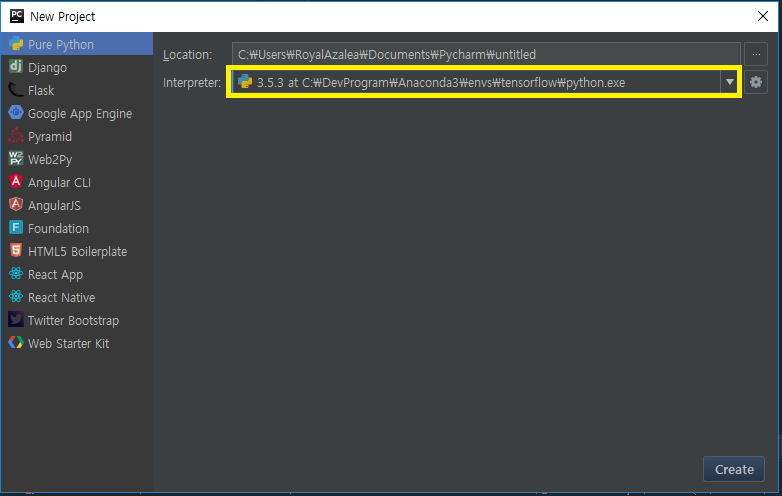 New Project
Pure Python
Django
Flask
Google App Engine
Pyramid
Web2Py
Angular CLI
AngularJS
Foundation
HTML5 Boilerplate
React App
React Native
Twitter Bootstrap
Web Starter Kit
Location: C:₩Users₩RoyalAzalea₩Documents₩Pycharm₩untitled ...
Interpreter: 3.5.3 at C:₩DevProgram₩Anaconda3₩envs₩tensorflow₩python.exe
Create